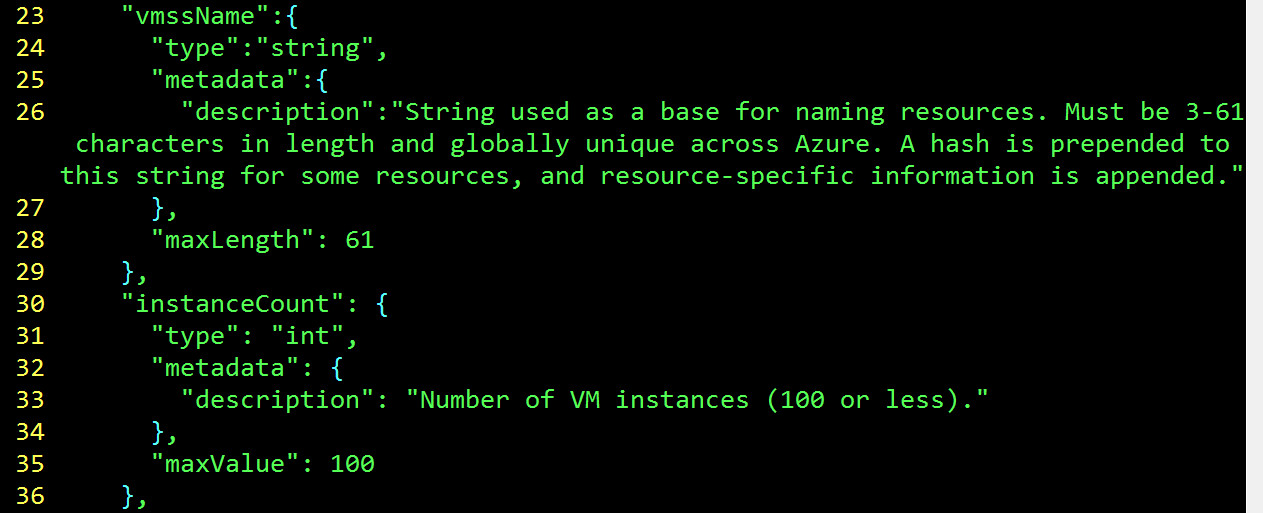 23 "vmssName":{
24 "type":"string",
25 "metadata":{
26 "description":"String used as a base for naming resources. Must be 3-61
characters in length and globally unique across Azure. A hash is prepended to
this string for some resources, and resource-specific information is appended."
27 },
28 "maxLength": 61
29 },
30 "instanceCount": {
31 "type": "int",
32 "metadata": {
33 "description": "Number of VM instances (100 or less)."
34 },
35 "maxValue": 100
36 },